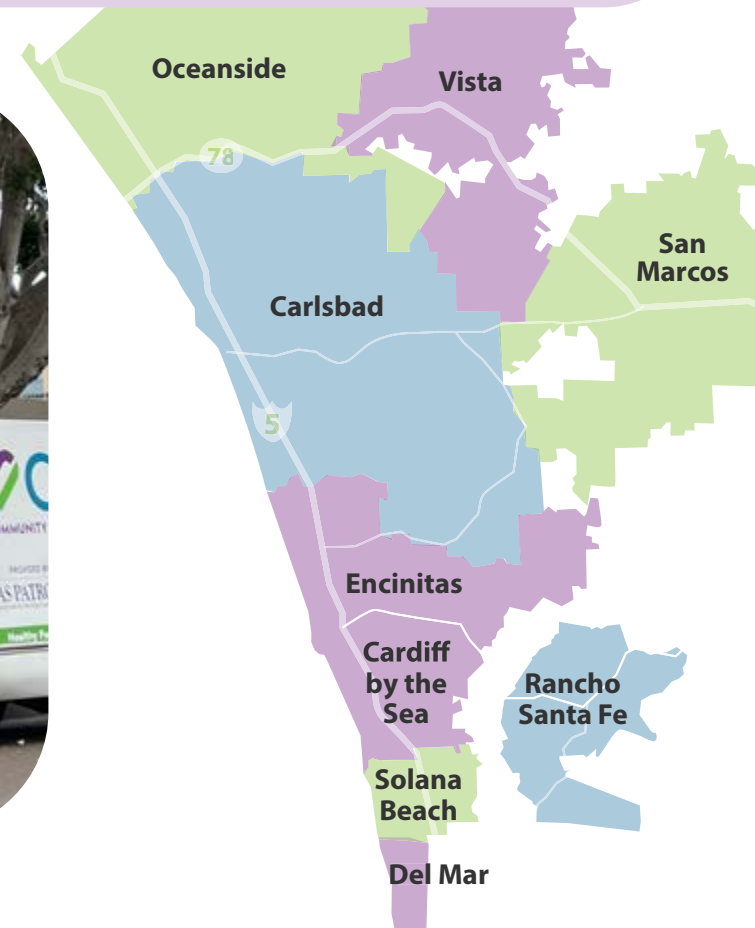 Oceanside
Vista
78
San
Marcos
Carlsbad
5
Encinitas
Cardiff
by the
Sea
Rancho
Santa Fe
Solana
Beach
Del Mar